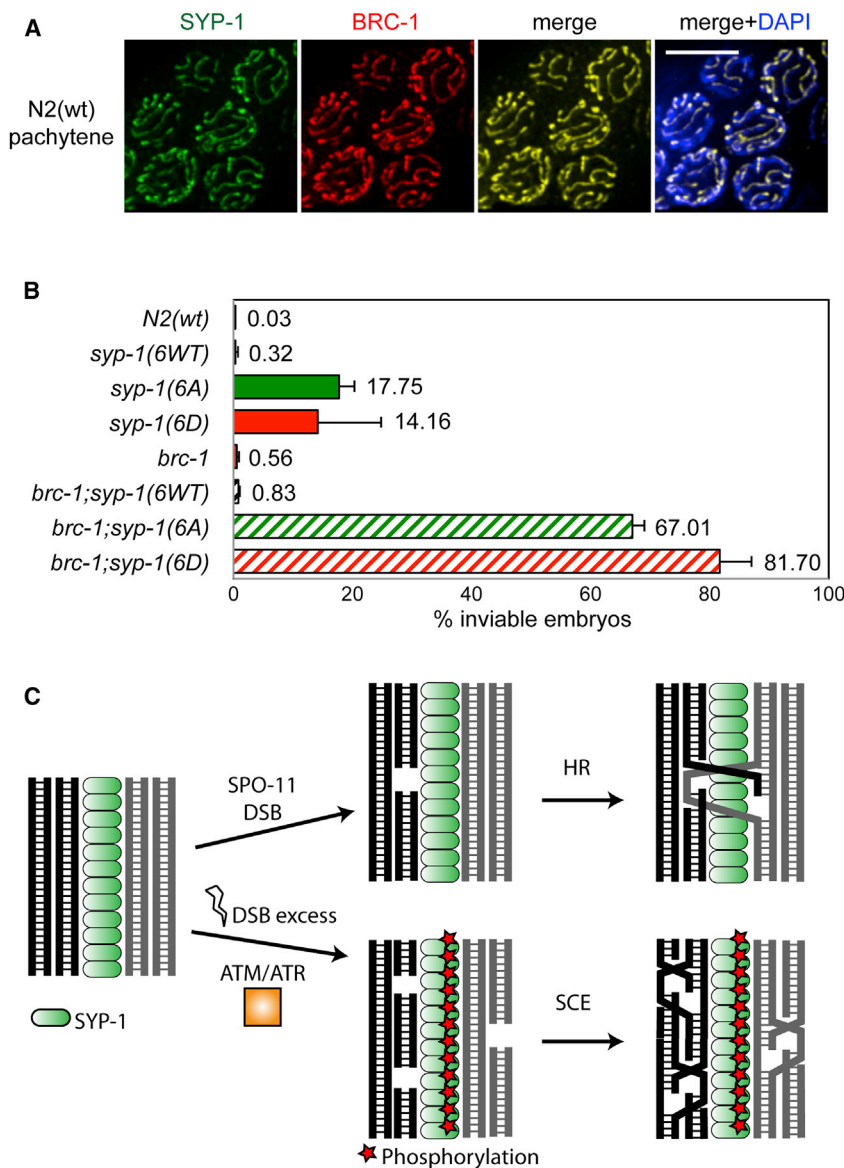 A
SYP-1 BRC-1 merge merge+DAPI
N2(wt)
pachytene
B
N2(wt) 0.03
syp-1(6WT) 0.32
syp-1(6A) 17.75
syp-1(6D) 14.16
brc-1 0.56
brc-1;syp-1(6WT) 0.83
brc-1;syp-1(6A) 67.01
brc-1;syp-1(6D) 81.70
0 20 40 60 80 100
% inviable embryos
C
SPO-11
DSB
HR
DSB excess
ATM/ATR
SCE
SYP-1
Phosphorylation